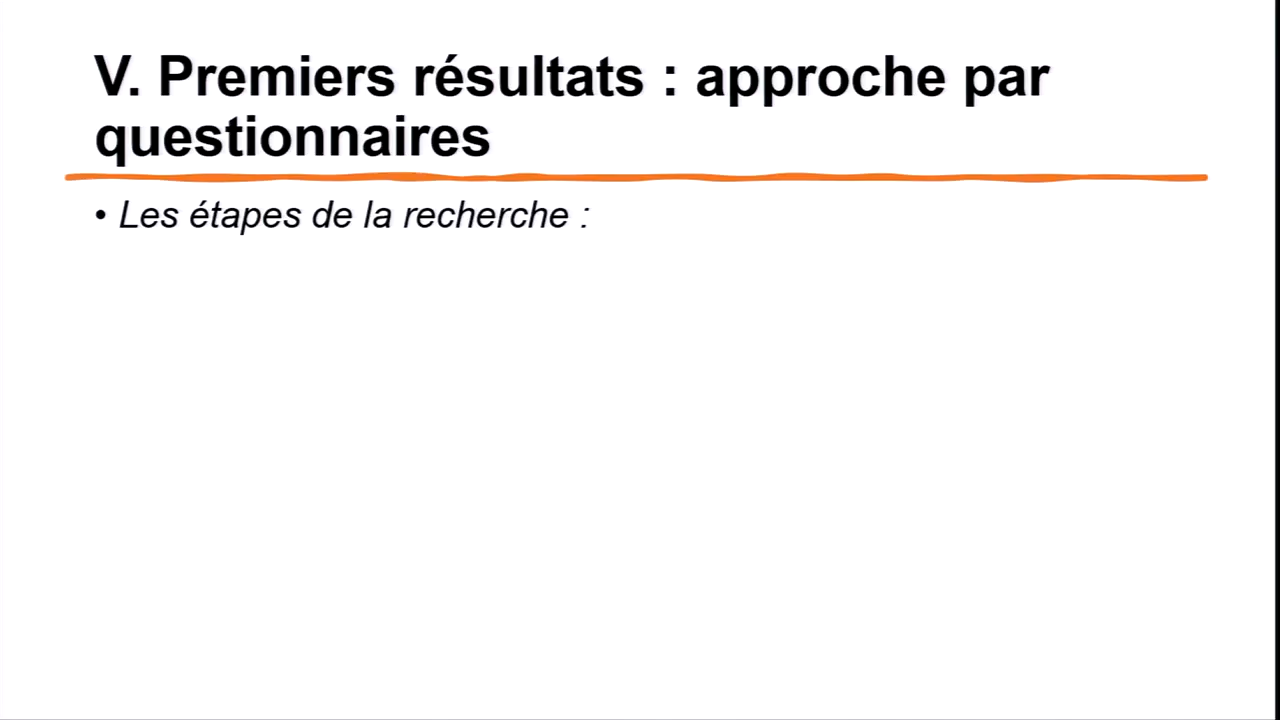 V. Premiers résultats : approche par
questionnaires
• Les étapes de la recherche :